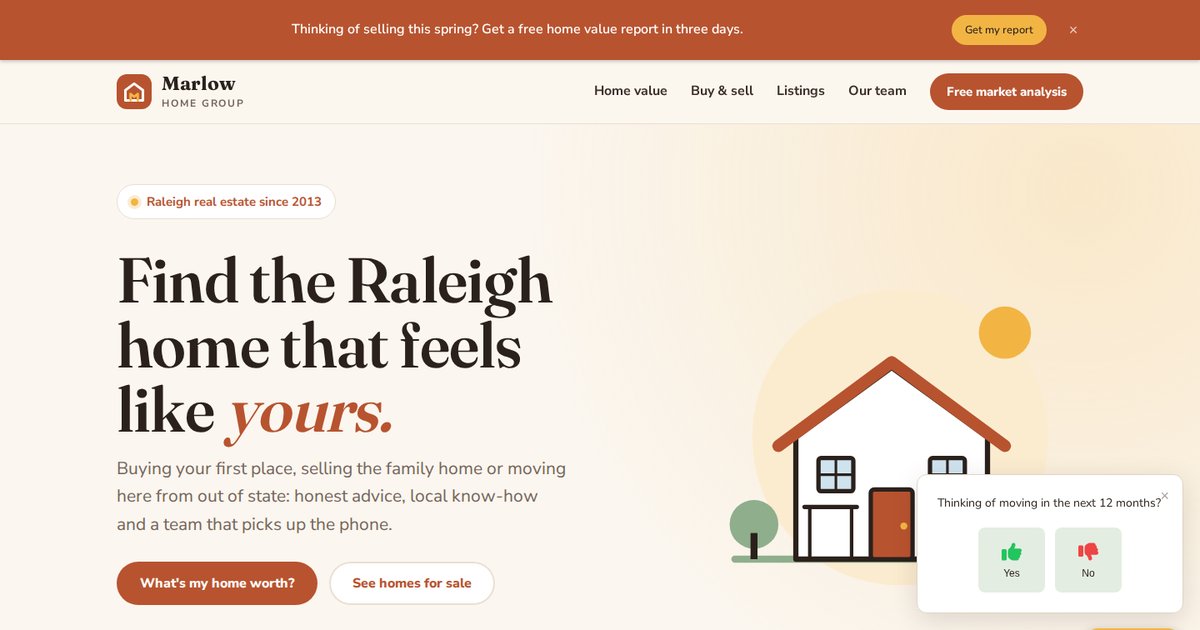 Thinking of selling this spring? Get a free home value report in three days.
Get my report
×
Marlow
HOME GROUP
Home value
Buy & sell
Listings
Our team
Free market analysis
Raleigh real estate since 2013
Find the Raleigh
home that feels
like yours.
Buying your first place, selling the family home or moving
here from out of state: honest advice, local know-how
and a team that picks up the phone.
What's my home worth?
See homes for sale
Thinking of moving in the next 12 months?
×
Yes
No